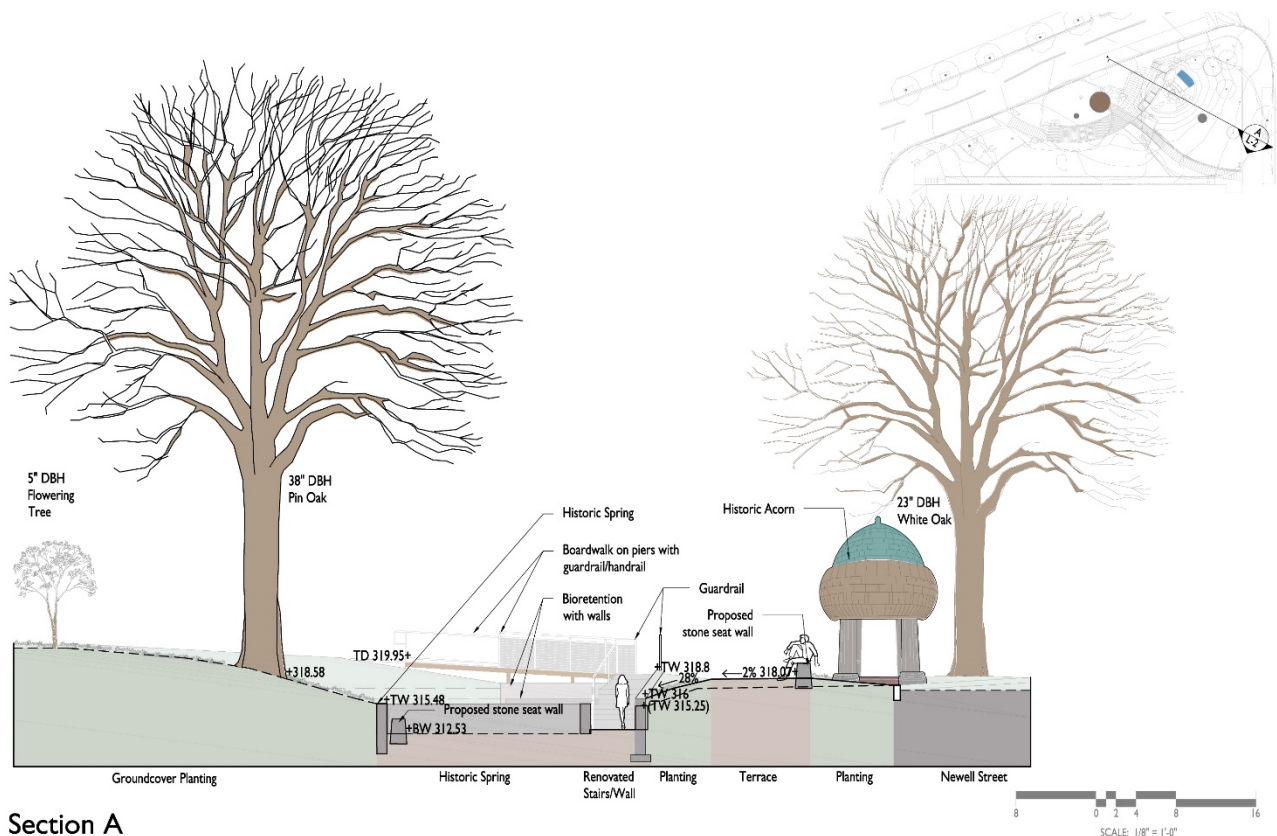 A
L-2
5" DBH
Flowering
Tree
38" DBH
Pin Oak
Historic Spring
Boardwalk on piers with
guardrail/handrail
Bioretention
with walls
Guardrail
Historic Acorn
23" DBH
White Oak
Proposed
stone seat wall
TD 319.95+
+318.58
+TW 318.8
28%
2% 318.07+
+TW 316
+(TW 315.25)
+TW 315.48
Proposed stone seat wall
+BW 312.53
Groundcover Planting
Historic Spring
Renovated
Stairs/Wall
Planting
Terrace
Planting
Newell Street
Section A
8 0 2 4 8 16
SCALE: 1/8" = 1'-0"